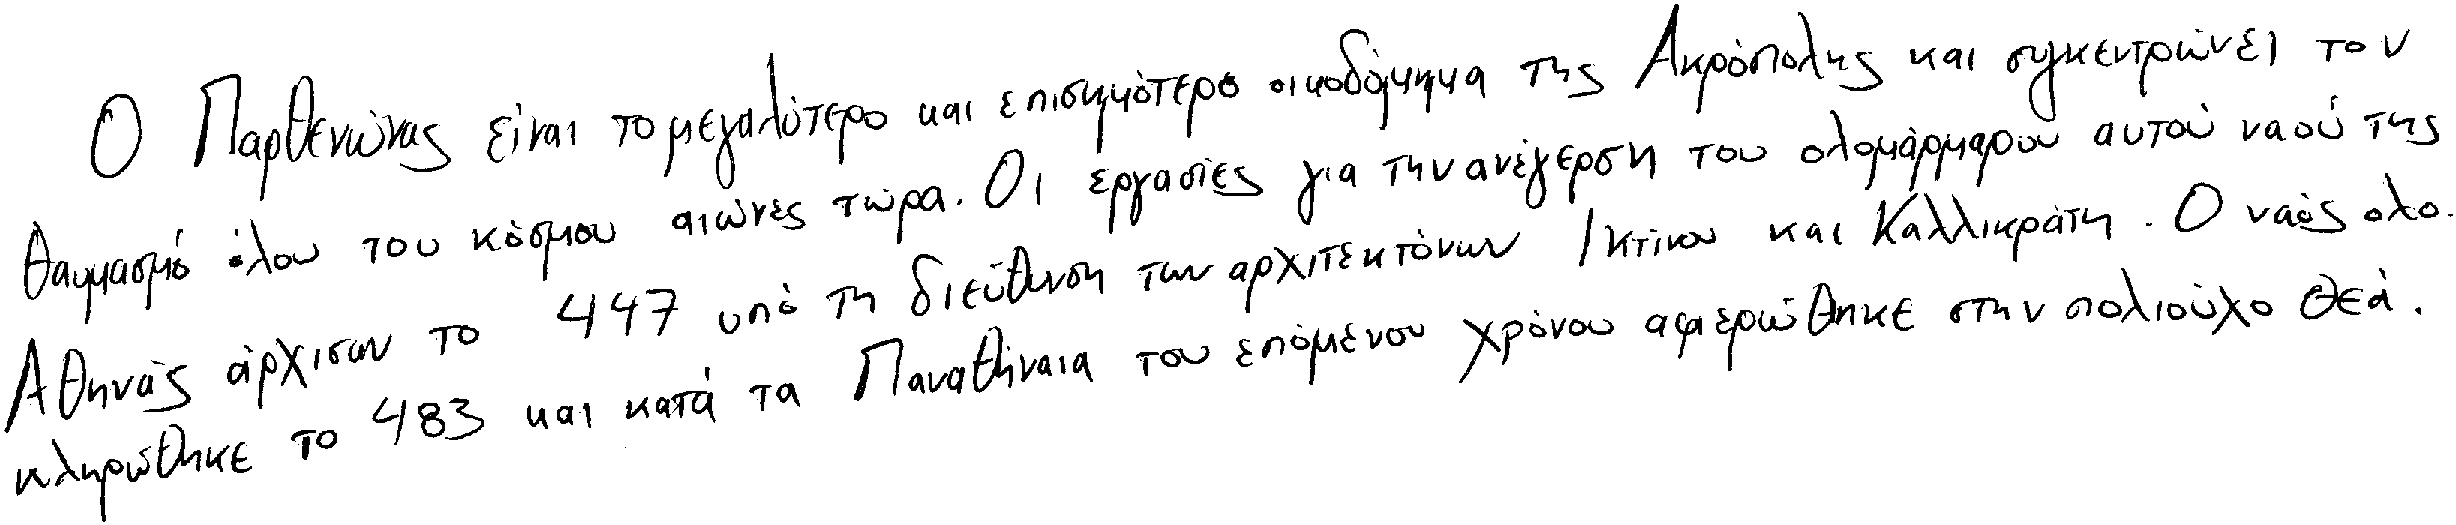 Ο Παρθενώνας είναι το μεγαλύτερο και επισημότερο οικοδόμημα της Ακρόπολης και συγκεντρώνει τον
θαυμασμό όλου του κόσμου αιώνες τώρα. Οι εργασίες για την ανέγερση του ολομάρμαρου αυτού ναού της
Αθηνάς άρχισαν το 447 υπό τη διεύθυνση των αρχιτεκτόνων Ικτίνου και Καλλικράτη. Ο ναός ολο-
κληρώθηκε το 483 και κατά τα Παναθήναια του επόμενου χρόνου αφιερώθηκε στην πολιούχο θεά.